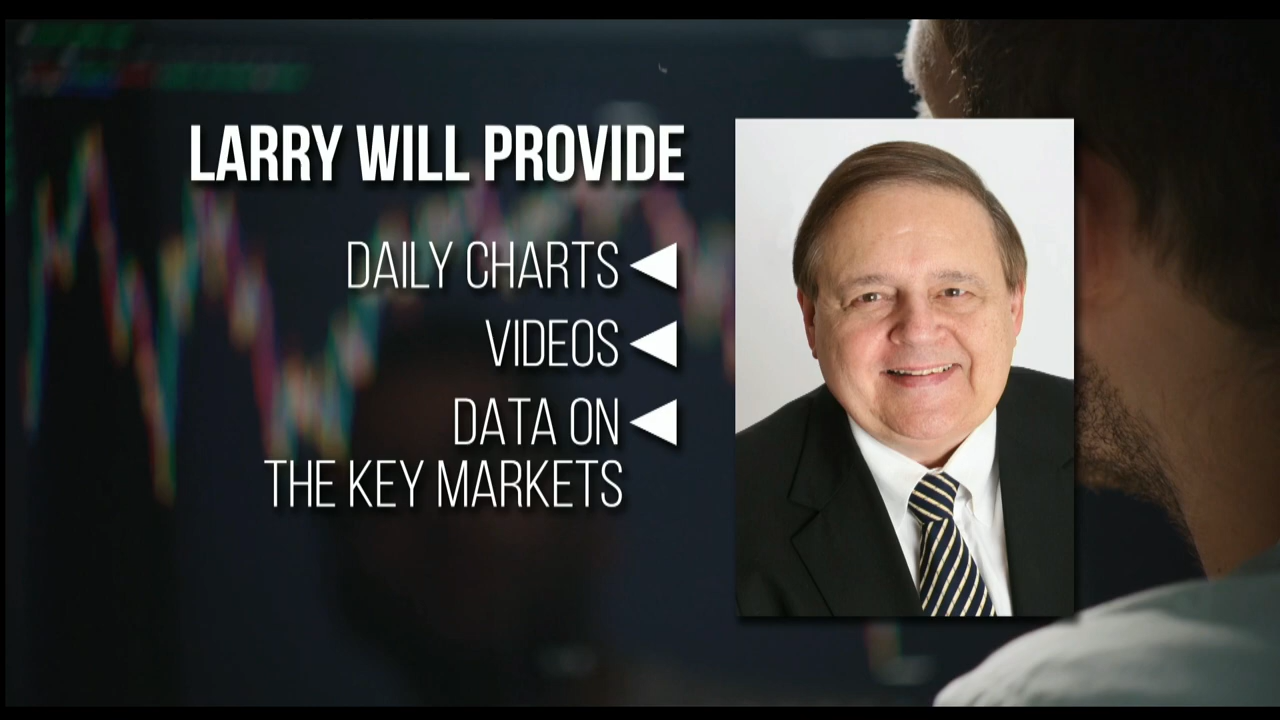 LARRY WILL PROVIDE
DAILY CHARTS
VIDEOS
DATA ON
THE KEY MARKETS